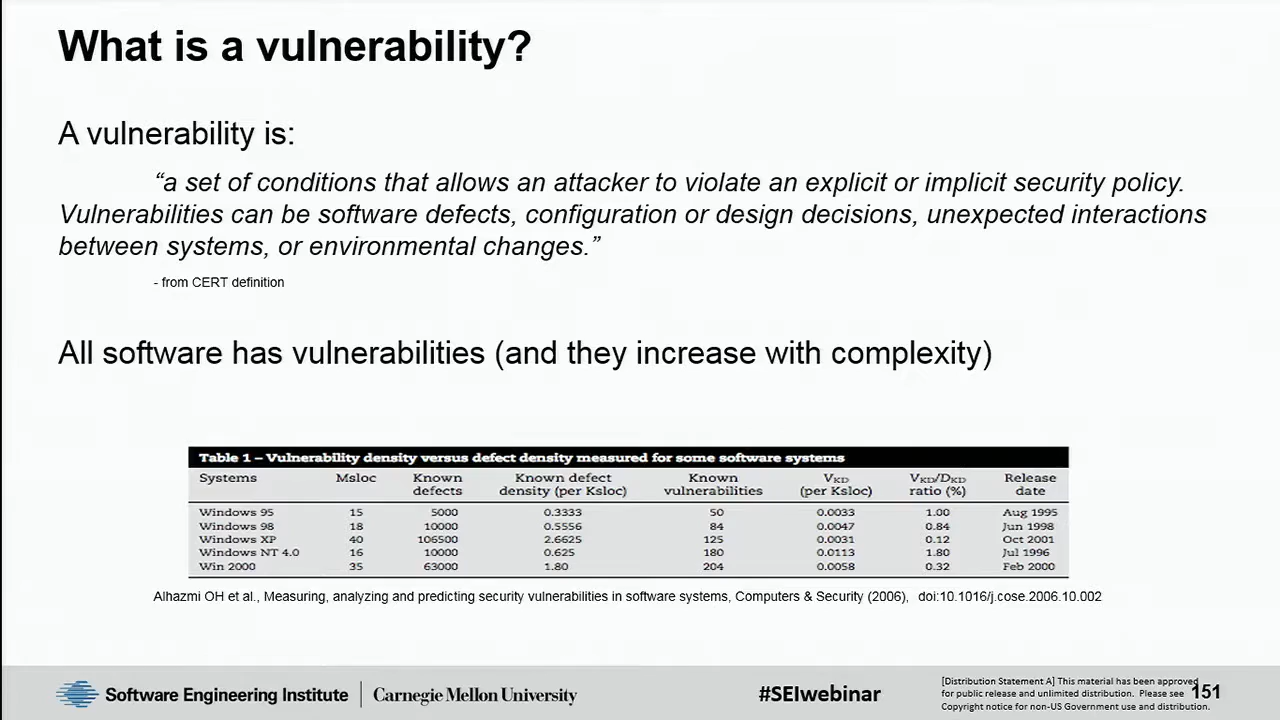 What is a vulnerability?
A vulnerability is:
“a set of conditions that allows an attacker to violate an explicit or implicit security policy.
Vulnerabilities can be software defects, configuration or design decisions, unexpected interactions
between systems, or environmental changes.”
- from CERT definition
All software has vulnerabilities (and they increase with complexity)
Table 1 – Vulnerability density versus defect density measured for some software systems
Systems Msloc Known defects Known defect density (per Ksloc) Known vulnerabilities VKD (per Ksloc) VKD/DKD ratio (%) Release date
Windows 95 15 5000 0.3333 50 0.0033 1.00 Aug 1995
Windows 98 18 10000 0.5556 84 0.0047 0.84 Jun 1998
Windows XP 40 106500 2.6625 125 0.0031 0.12 Oct 2001
Windows NT 4.0 16 10000 0.625 180 0.0113 1.80 Jul 1996
Win 2000 35 63000 1.80 204 0.0058 0.32 Feb 2000
Alhazmi OH et al., Measuring, analyzing and predicting security vulnerabilities in software systems, Computers & Security (2006), doi:10.1016/j.cose.2006.10.002
Software Engineering Institute | Carnegie Mellon University
#SEIwebinar
[Distribution Statement A] This material has been approved
for public release and unlimited distribution. Please see
Copyright notice for non-US Government use and distribution.
151